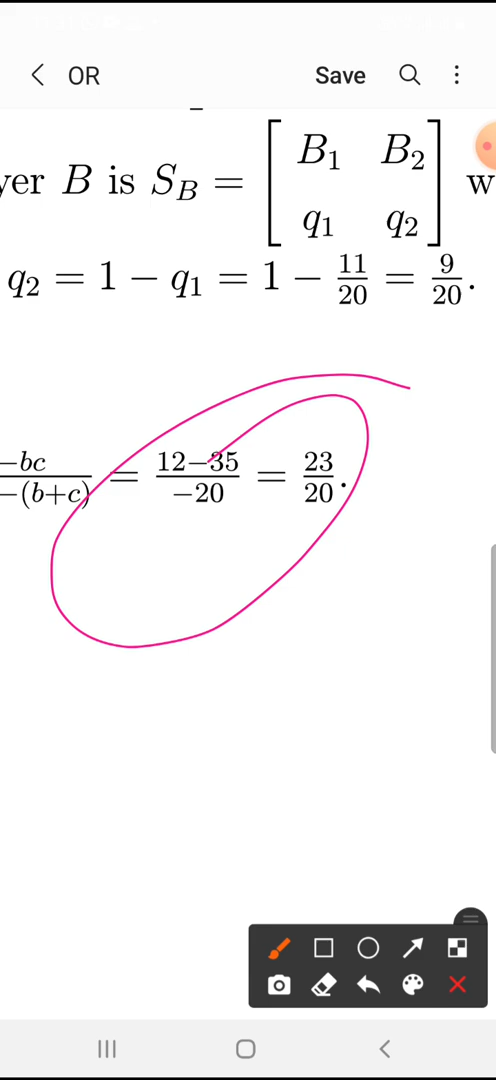 OR Save
yer B is S_B = [ B_1 B_2
q_1 q_2 ] w
q_2 = 1 − q_1 = 1 − 11/20 = 9/20.
−bc/−(b+c) = 12−35/−20 = 23/20.